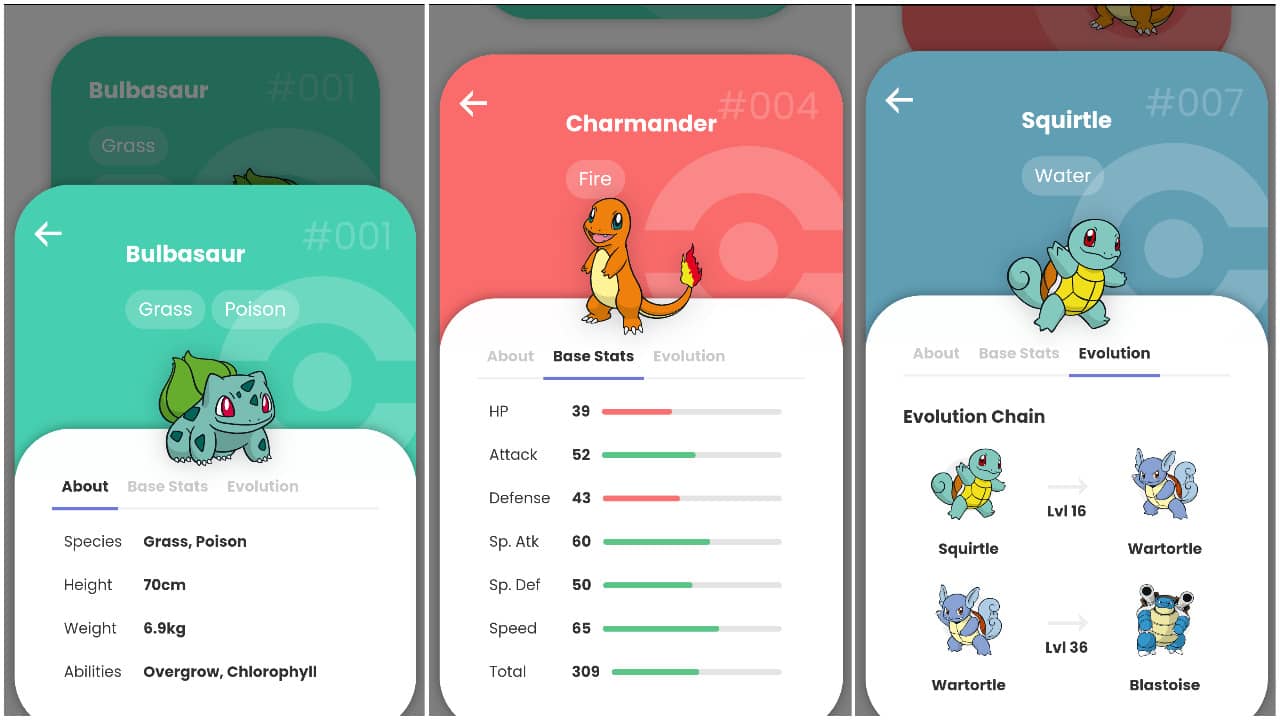 Bulbasaur
#001
Grass
#001
Bulbasaur
Grass Poison
About Base Stats Evolution
Species Grass, Poison
Height 70cm
Weight 6.9kg
Abilities Overgrow, Chlorophyll
#004
Charmander
Fire
About Base Stats Evolution
HP 39
Attack 52
Defense 43
Sp. Atk 60
Sp. Def 50
Speed 65
Total 309
#007
Squirtle
Water
About Base Stats Evolution
Evolution Chain
Lvl 16
Squirtle Wartortle
Lvl 36
Wartortle Blastoise